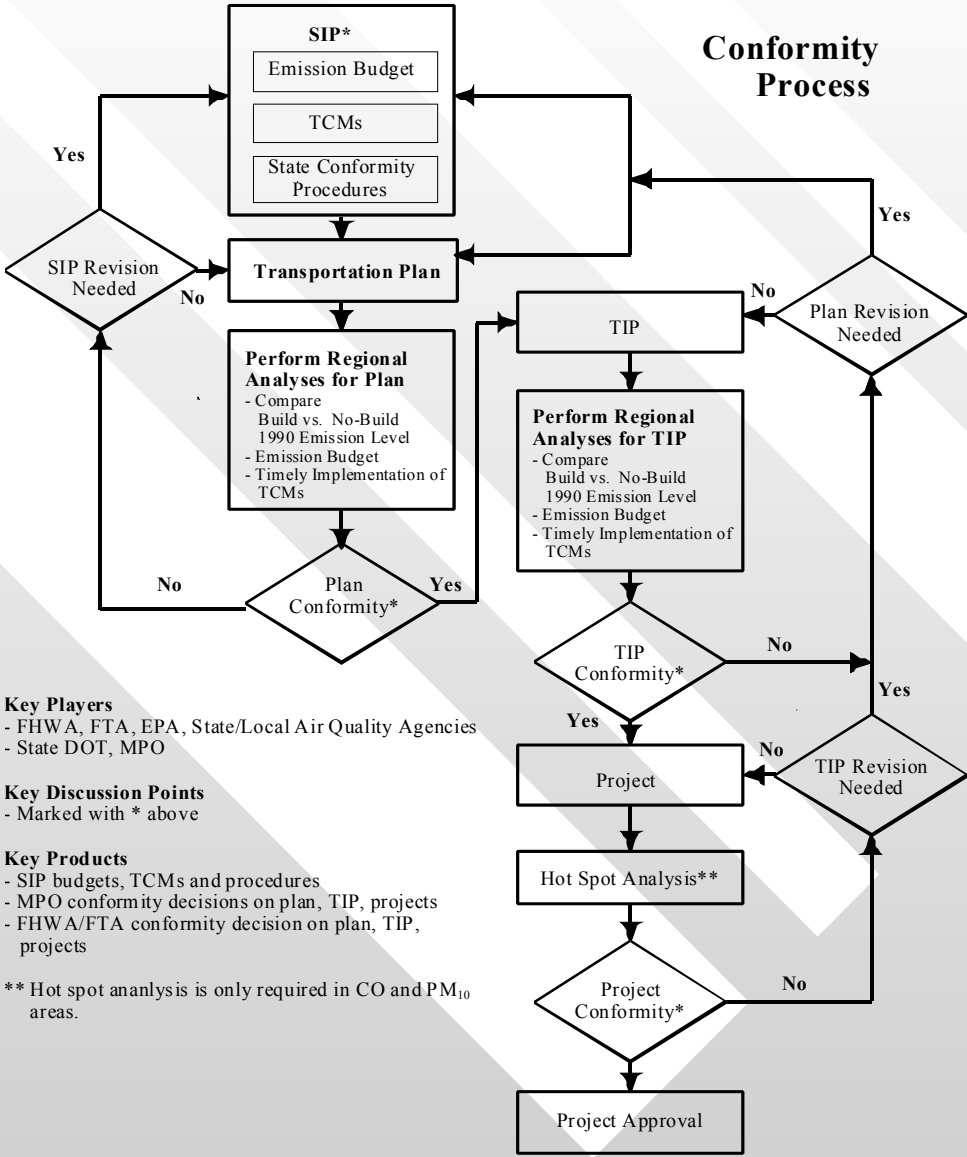 Conformity
Process
SIP*
Emission Budget
TCMs
State Conformity
Procedures
Yes
SIP Revision
Needed
No
Transportation Plan
Perform Regional
Analyses for Plan
- Compare
Build vs. No-Build
1990 Emission Level
- Emission Budget
- Timely Implementation of
TCMs
No
Plan
Conformity*
Yes
Yes
Plan Revision
Needed
No
TIP
Perform Regional
Analyses for TIP
- Compare
Build vs. No-Build
1990 Emission Level
- Emission Budget
- Timely Implementation of
TCMs
TIP
Conformity*
No
Yes
Yes
TIP Revision
Needed
No
Project
Hot Spot Analysis**
Project
Conformity*
No
Project Approval
Key Players
- FHWA, FTA, EPA, State/Local Air Quality Agencies
- State DOT, MPO
Key Discussion Points
- Marked with * above
Key Products
- SIP budgets, TCMs and procedures
- MPO conformity decisions on plan, TIP, projects
- FHWA/FTA conformity decision on plan, TIP,
projects
** Hot spot ananlysis is only required in CO and PM₁₀
areas.